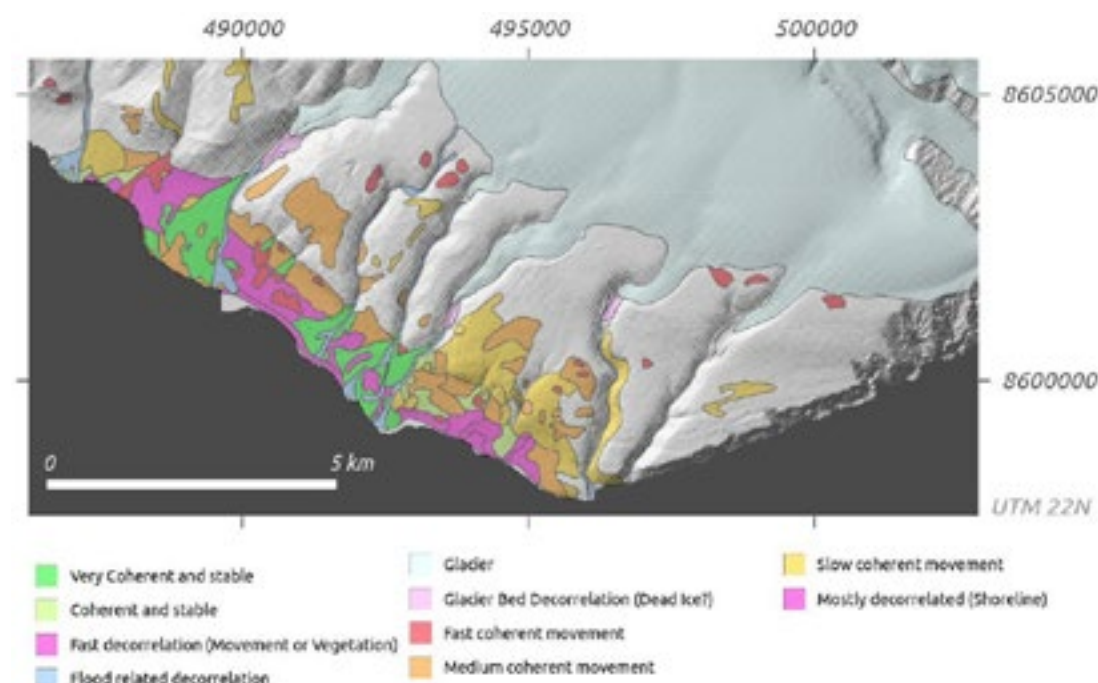 490000 495000 500000
8605000
8600000
0 5 km
UTM 22N
Very Coherent and stable
Coherent and stable
Fast decorrelation (Movement or Vegetation)
Flood related decorrelation
Glacier
Glacier Bed Decorrelation (Dead Ice?)
Fast coherent movement
Medium coherent movement
Slow coherent movement
Mostly decorrelated (Shoreline)